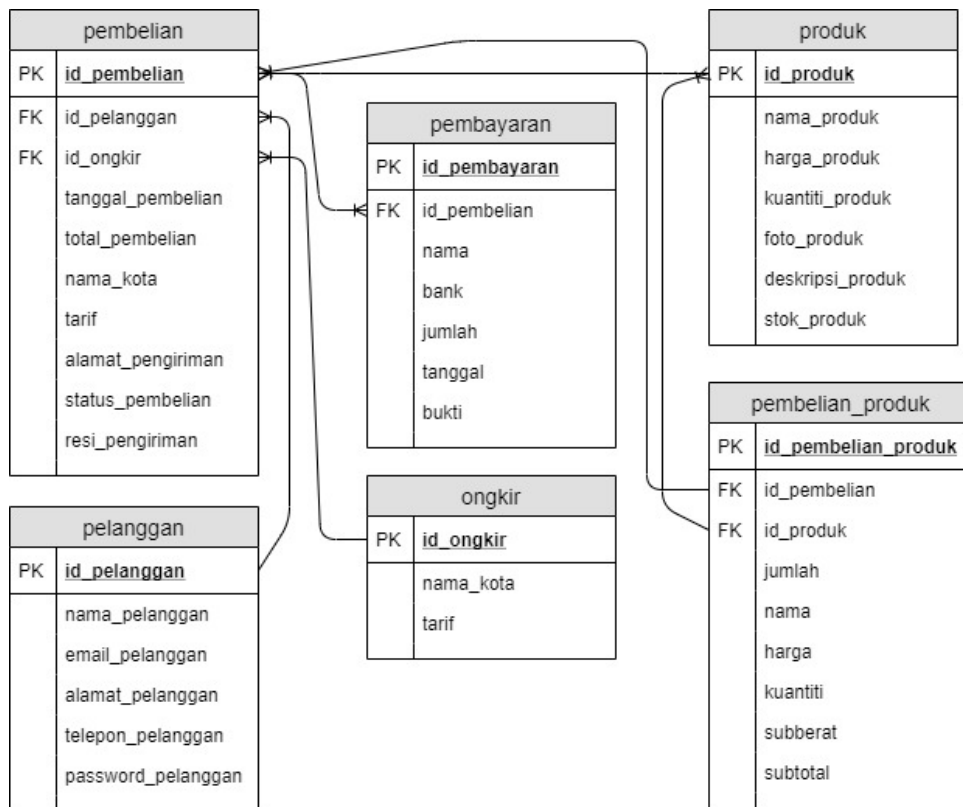 pembelian
PK id_pembelian
FK id_pelanggan
FK id_ongkir
tanggal_pembelian
total_pembelian
nama_kota
tarif
alamat_pengiriman
status_pembelian
resi_pengiriman
pelanggan
PK id_pelanggan
nama_pelanggan
email_pelanggan
alamat_pelanggan
telepon_pelanggan
password_pelanggan
pembayaran
PK id_pembayaran
FK id_pembelian
nama
bank
jumlah
tanggal
bukti
ongkir
PK id_ongkir
nama_kota
tarif
produk
PK id_produk
nama_produk
harga_produk
kuantiti_produk
foto_produk
deskripsi_produk
stok_produk
pembelian_produk
PK id_pembelian_produk
FK id_pembelian
FK id_produk
jumlah
nama
harga
kuantiti
subberat
subtotal